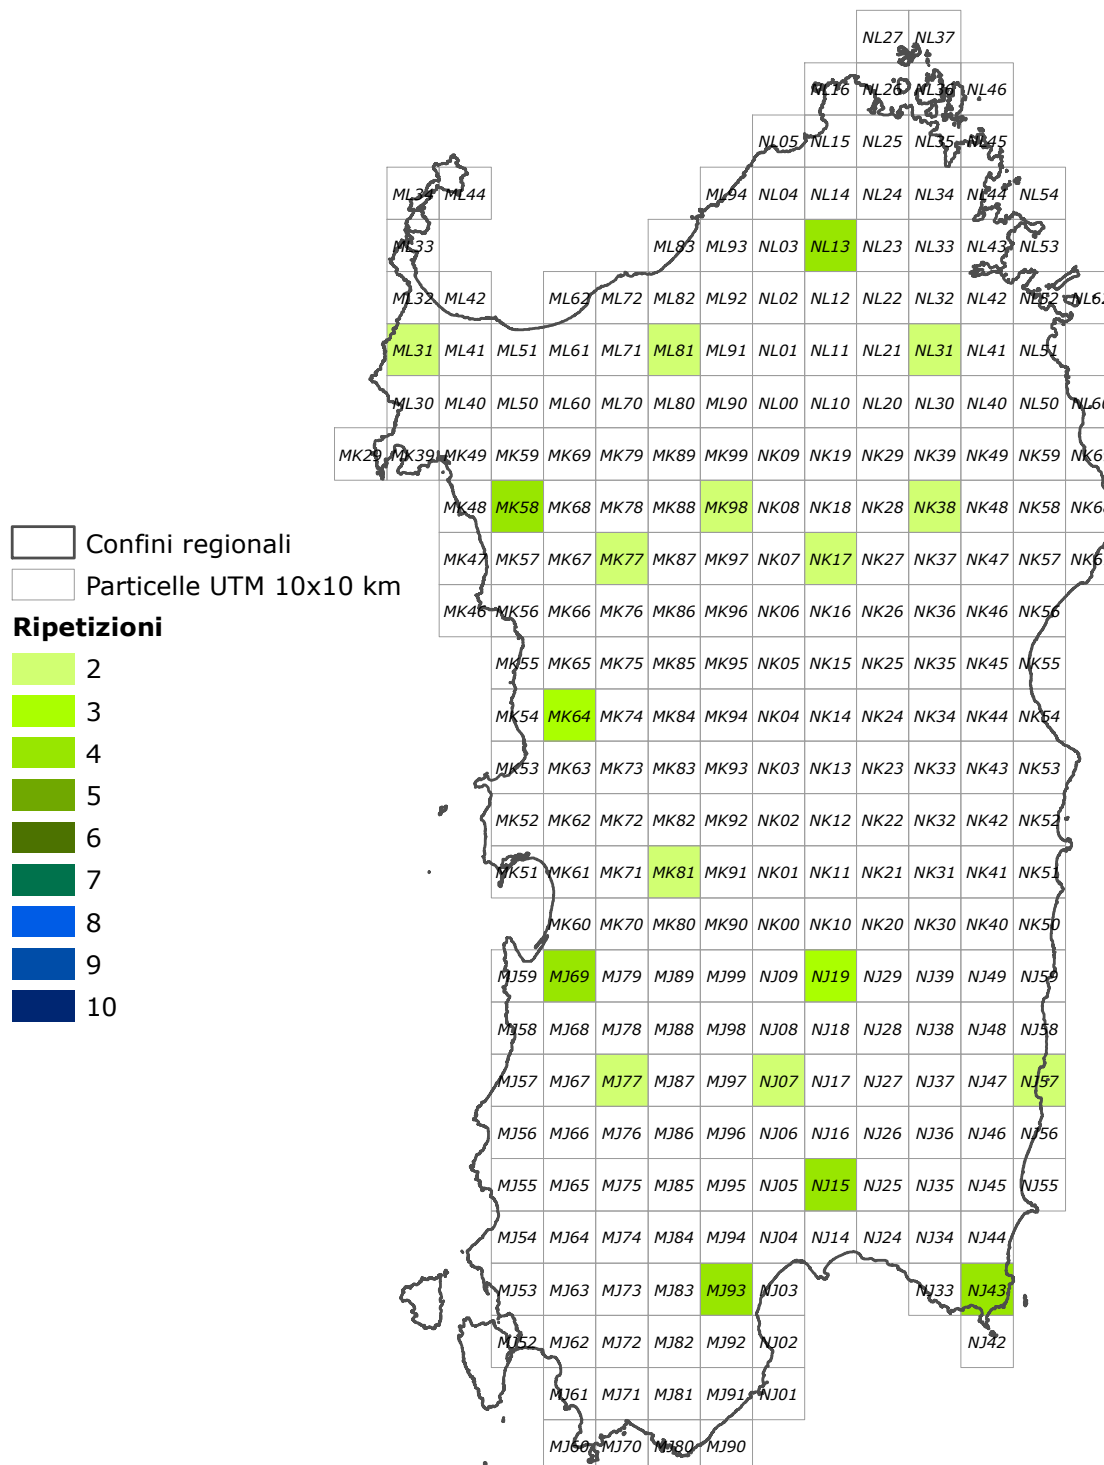 NL27 NL37
NL16 NL26 NL36 NL46
NL05 NL15 NL25 NL35 NL45
ML34 ML44 ML94 NL04 NL14 NL24 NL34 NL44 NL54
ML33 ML83 ML93 NL03 NL13 NL23 NL33 NL43 NL53
ML32 ML42 ML62 ML72 ML82 ML92 NL02 NL12 NL22 NL32 NL42 NL52 NL62
ML31 ML41 ML51 ML61 ML71 ML81 ML91 NL01 NL11 NL21 NL31 NL41 NL51
ML30 ML40 ML50 ML60 ML70 ML80 ML90 NL00 NL10 NL20 NL30 NL40 NL50 NL60
MK29 MK39 MK49 MK59 MK69 MK79 MK89 MK99 NK09 NK19 NK29 NK39 NK49 NK59
MK48 MK58 MK68 MK78 MK88 MK98 NK08 NK18 NK28 NK38 NK48 NK58
MK47 MK57 MK67 MK77 MK87 MK97 NK07 NK17 NK27 NK37 NK47 NK57
MK46 MK56 MK66 MK76 MK86 MK96 NK06 NK16 NK26 NK36 NK46 NK56
MK55 MK65 MK75 MK85 MK95 NK05 NK15 NK25 NK35 NK45 NK55
MK54 MK64 MK74 MK84 MK94 NK04 NK14 NK24 NK34 NK44 NK54
MK53 MK63 MK73 MK83 MK93 NK03 NK13 NK23 NK33 NK43 NK53
MK52 MK62 MK72 MK82 MK92 NK02 NK12 NK22 NK32 NK42 NK52
MK51 MK61 MK71 MK81 MK91 NK01 NK11 NK21 NK31 NK41 NK51
MK60 MK70 MK80 MK90 NK00 NK10 NK20 NK30 NK40 NK50
MJ59 MJ69 MJ79 MJ89 MJ99 NJ09 NJ19 NJ29 NJ39 NJ49 NJ59
MJ58 MJ68 MJ78 MJ88 MJ98 NJ08 NJ18 NJ28 NJ38 NJ48 NJ58
MJ57 MJ67 MJ77 MJ87 MJ97 NJ07 NJ17 NJ27 NJ37 NJ47 NJ57
MJ56 MJ66 MJ76 MJ86 MJ96 NJ06 NJ16 NJ26 NJ36 NJ46 NJ56
MJ55 MJ65 MJ75 MJ85 MJ95 NJ05 NJ15 NJ25 NJ35 NJ45 NJ55
MJ54 MJ64 MJ74 MJ84 MJ94 NJ04 NJ14 NJ24 NJ34 NJ44
MJ53 MJ63 MJ73 MJ83 MJ93 NJ03 NJ33 NJ43
MJ52 MJ62 MJ72 MJ82 MJ92 NJ02 NJ42
MJ61 MJ71 MJ81 MJ91 NJ01
MJ60 MJ70 MJ80 MJ90
Confini regionali
Particelle UTM 10x10 km
Ripetizioni
2
3
4
5
6
7
8
9
10